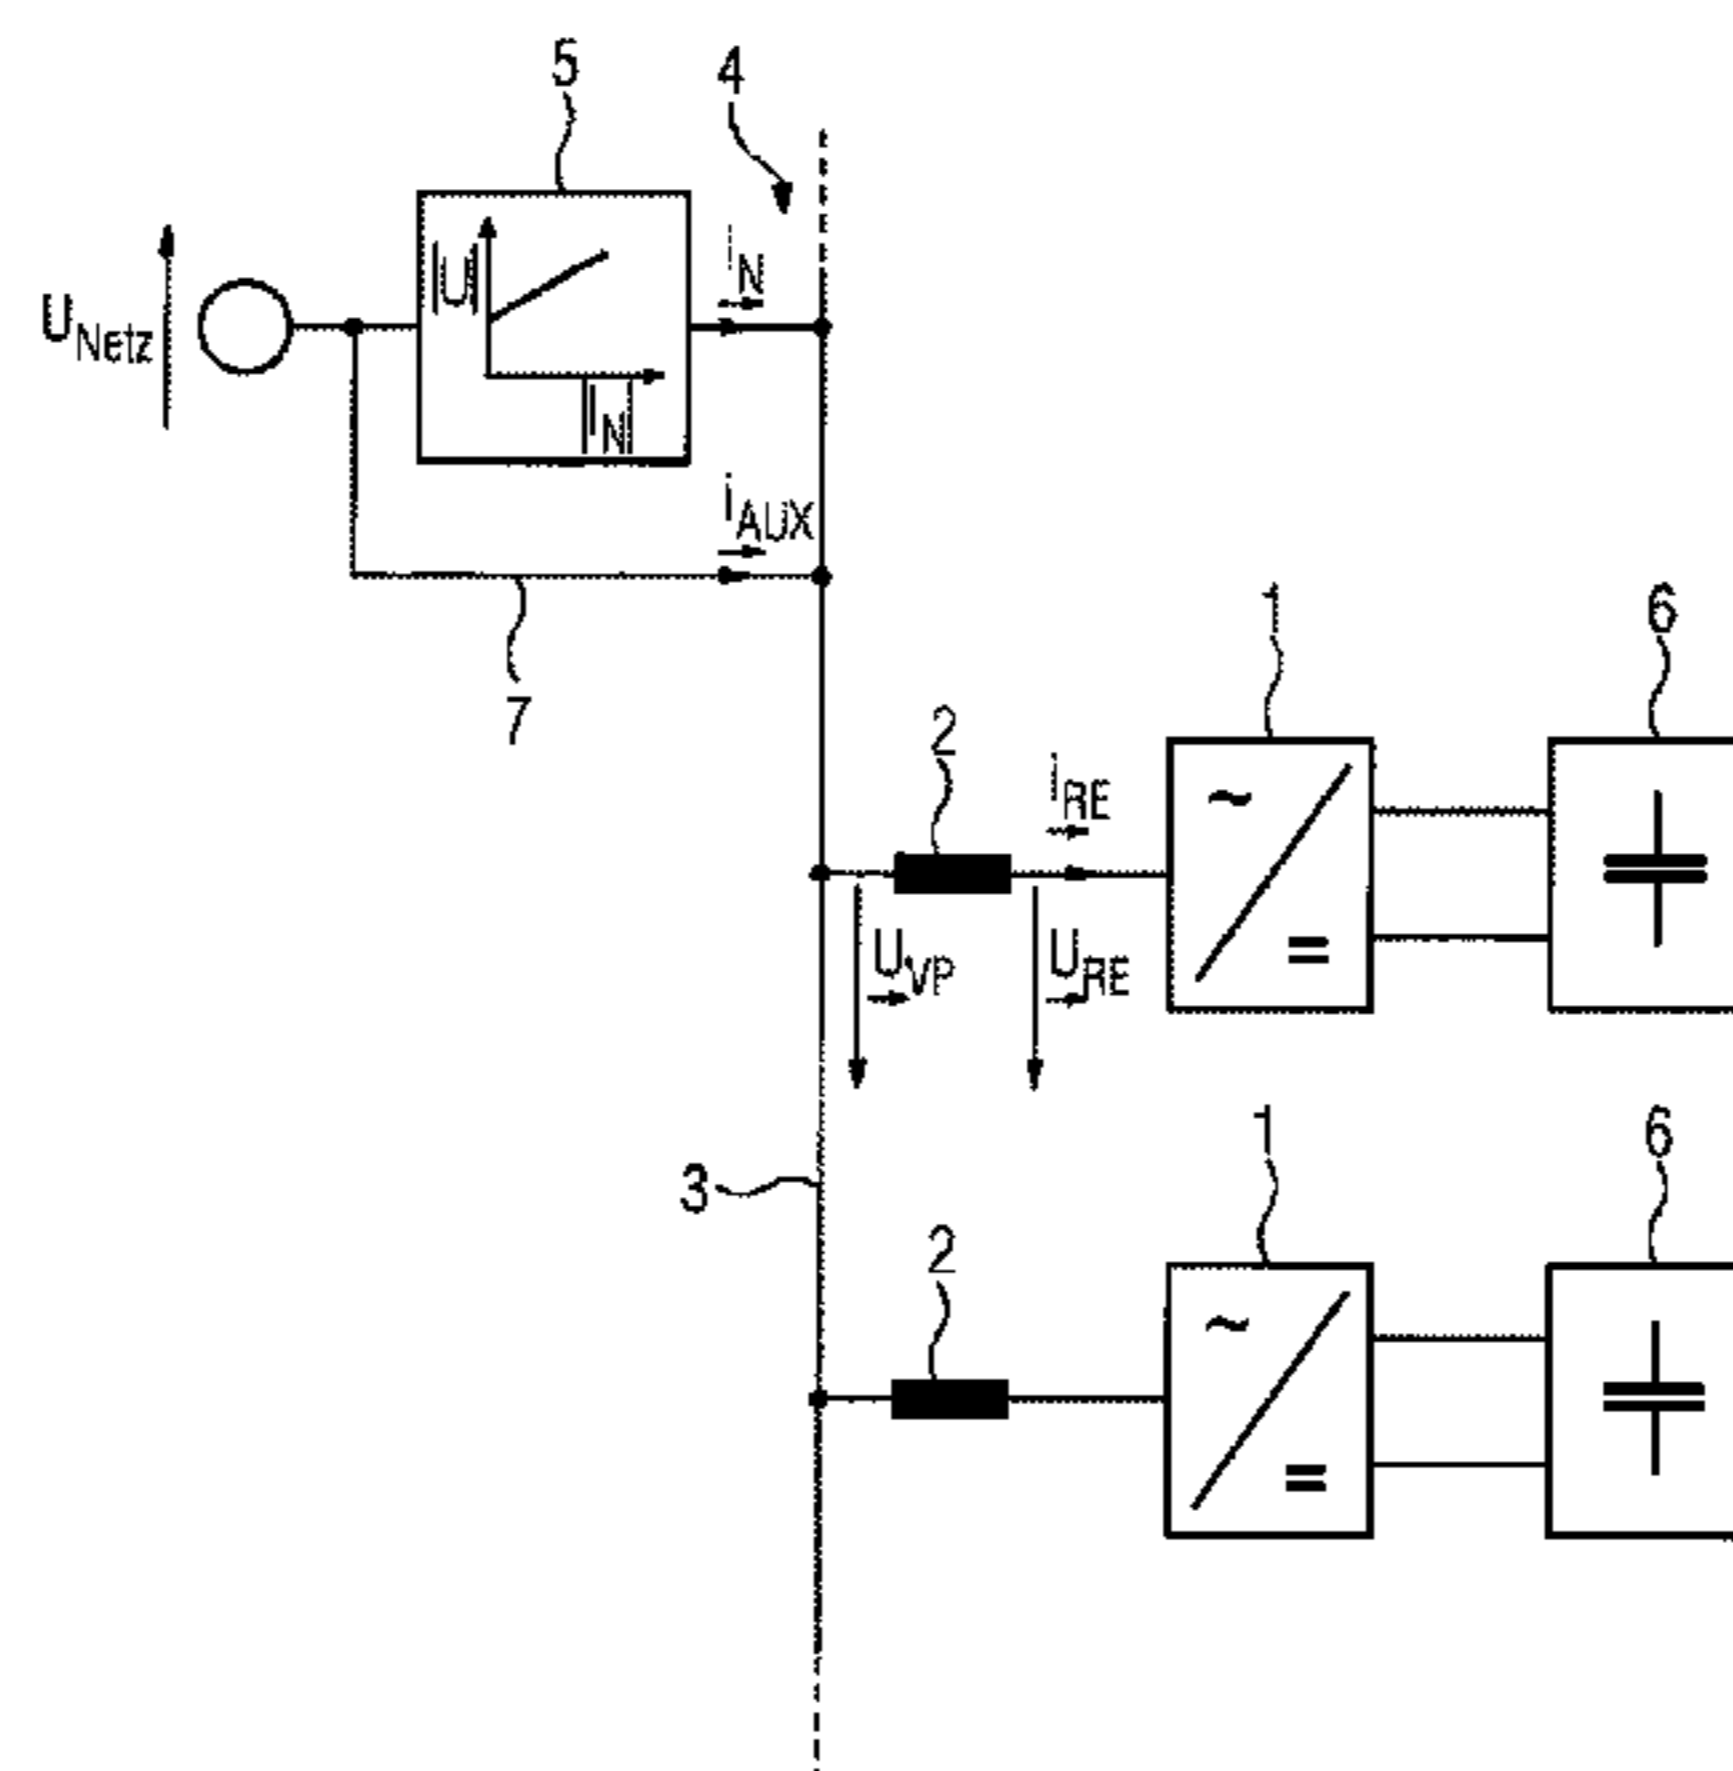 5
4
U_Netz
|U|
i_N
|i_N|
i_AUX
7
1
6
2
i_RE
~
=
U_VP
U_RE
1
6
3
2
~
=